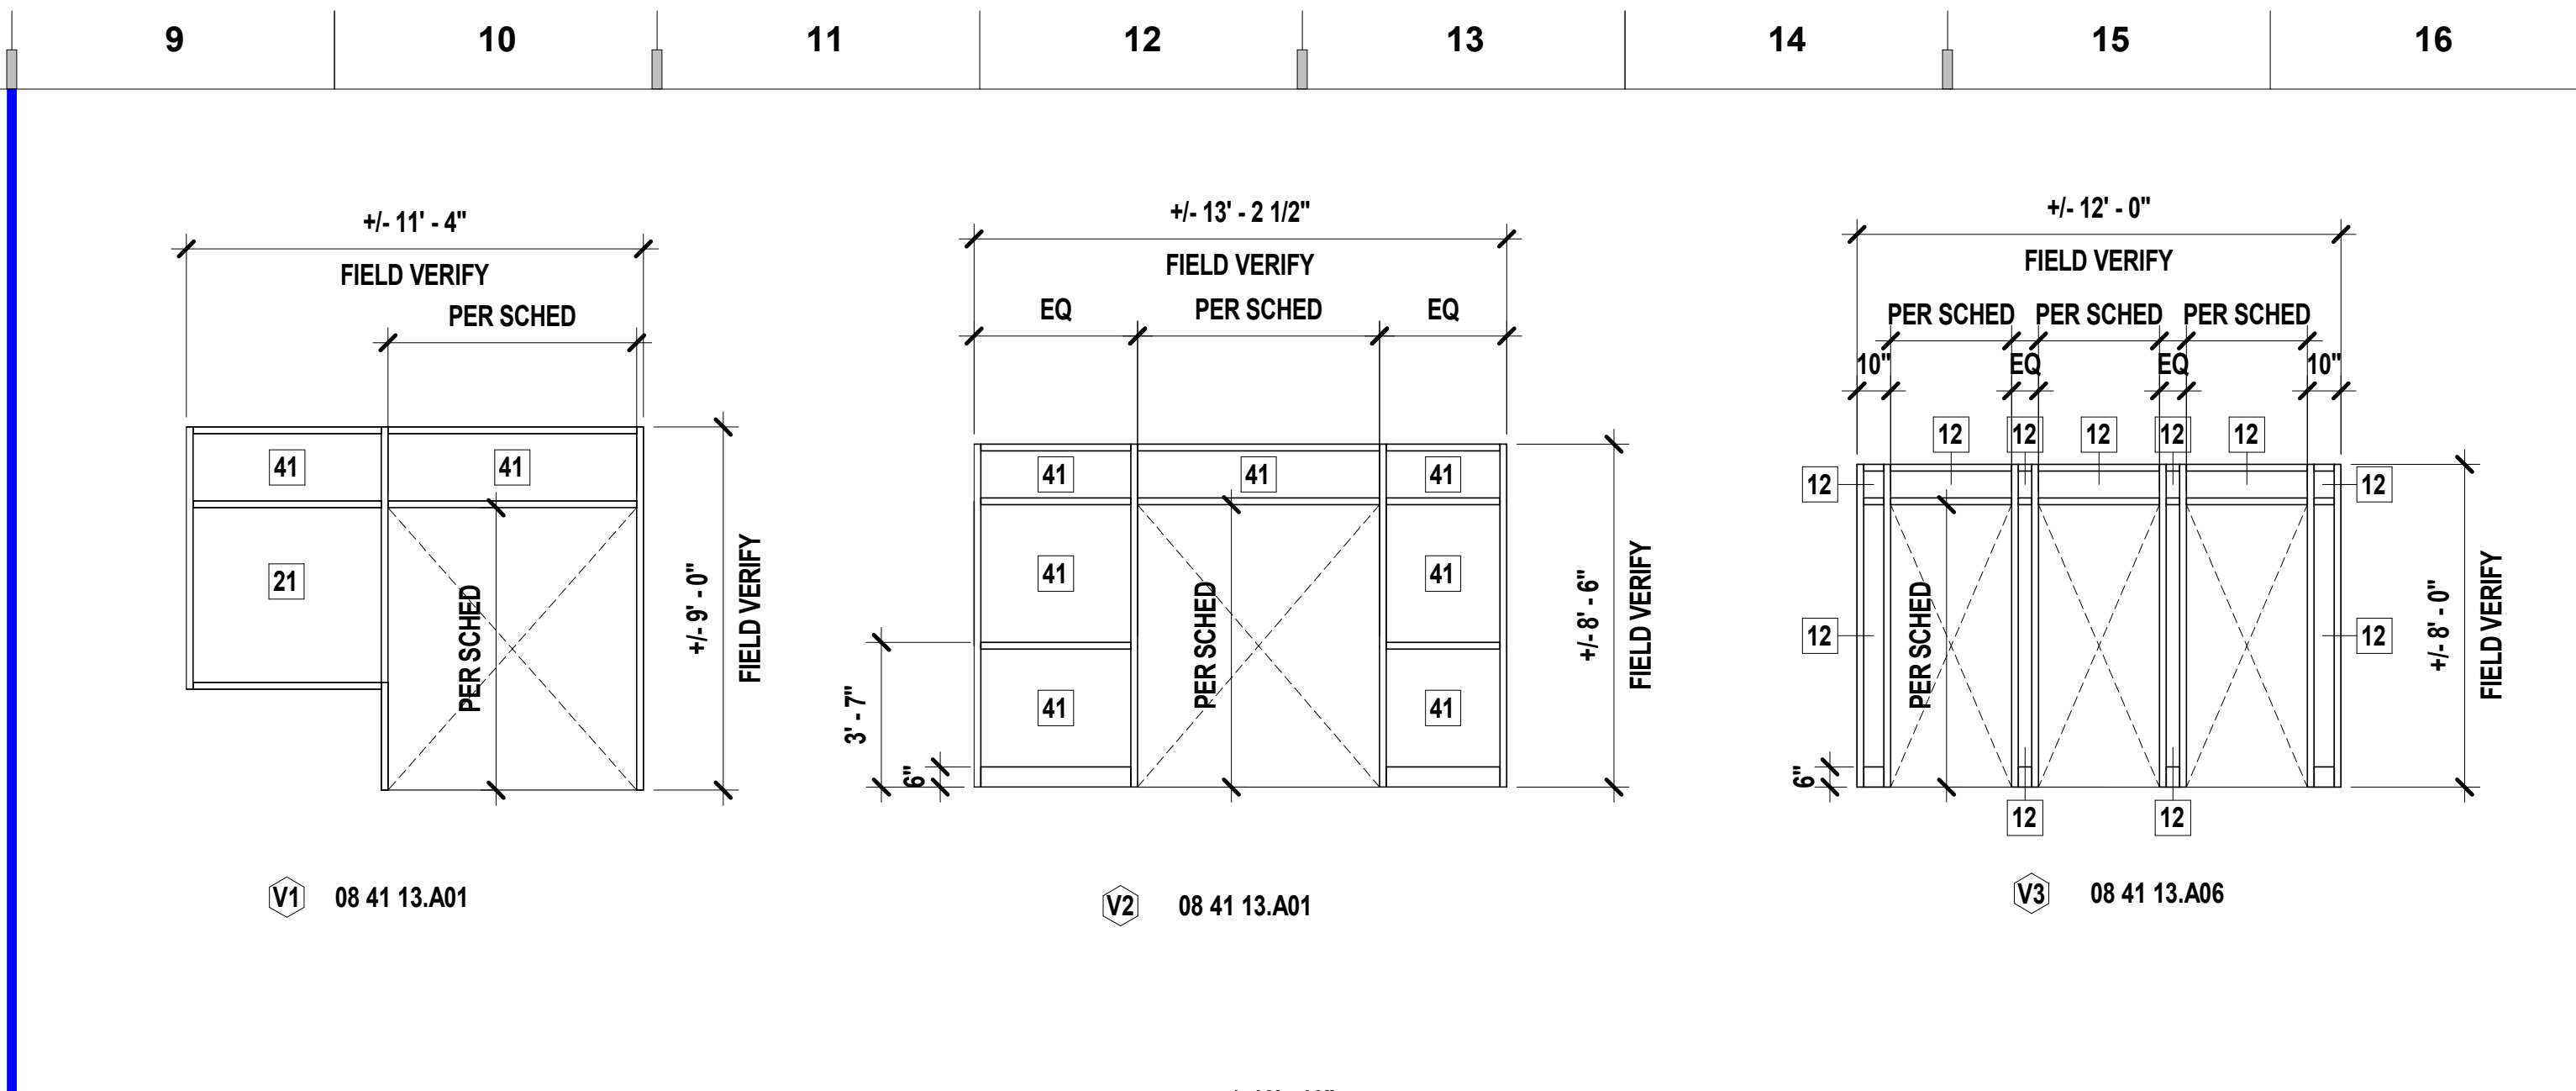 9 10 11 12 13 14 15 16
+/- 11' - 4"
FIELD VERIFY
PER SCHED
41 41
21
PER SCHED
+/- 9' - 0"
FIELD VERIFY
V1 08 41 13.A01
+/- 13' - 2 1/2"
FIELD VERIFY
EQ PER SCHED EQ
41 41 41
41 41
41 41
PER SCHED
3' - 7"
6"
+/- 8' - 6"
FIELD VERIFY
V2 08 41 13.A01
+/- 12' - 0"
FIELD VERIFY
PER SCHED PER SCHED PER SCHED
10" EQ EQ 10"
12 12 12 12 12
12 12
12 12
PER SCHED
6"
12 12
+/- 8' - 0"
FIELD VERIFY
V3 08 41 13.A06